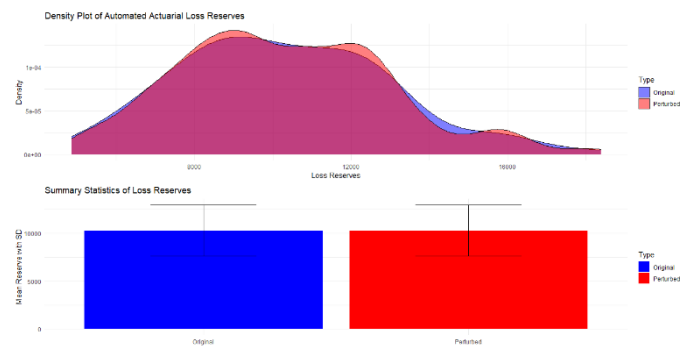 Density Plot of Automated Actuarial Loss Reserves
Density
1e-04
5e-05
0e+00
8000
12000
16000
Loss Reserves
Type
Original
Perturbed
Summary Statistics of Loss Reserves
Mean Reserve with SD
10000
5000
0
Original
Perturbed
Type
Original
Perturbed